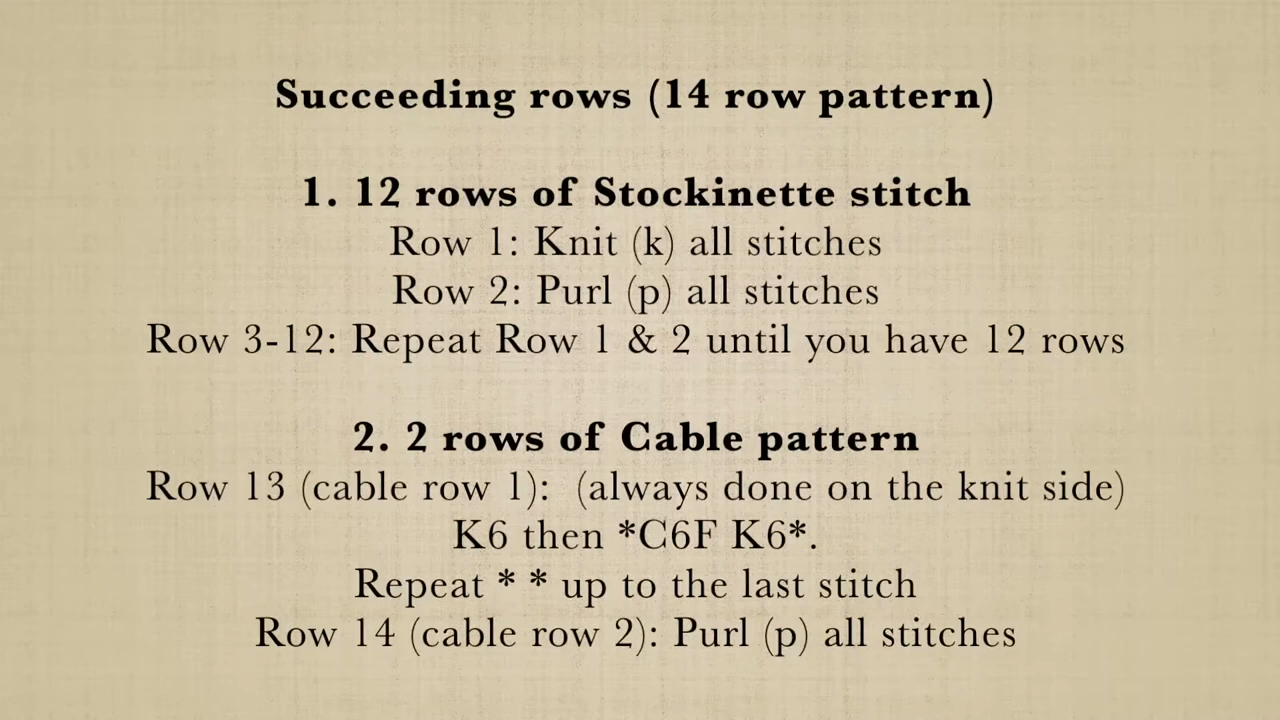 Succeeding rows (14 row pattern)
1. 12 rows of Stockinette stitch
Row 1: Knit (k) all stitches
Row 2: Purl (p) all stitches
Row 3-12: Repeat Row 1 & 2 until you have 12 rows
2. 2 rows of Cable pattern
Row 13 (cable row 1):  (always done on the knit side)
K6 then *C6F K6*.
Repeat * * up to the last stitch
Row 14 (cable row 2): Purl (p) all stitches